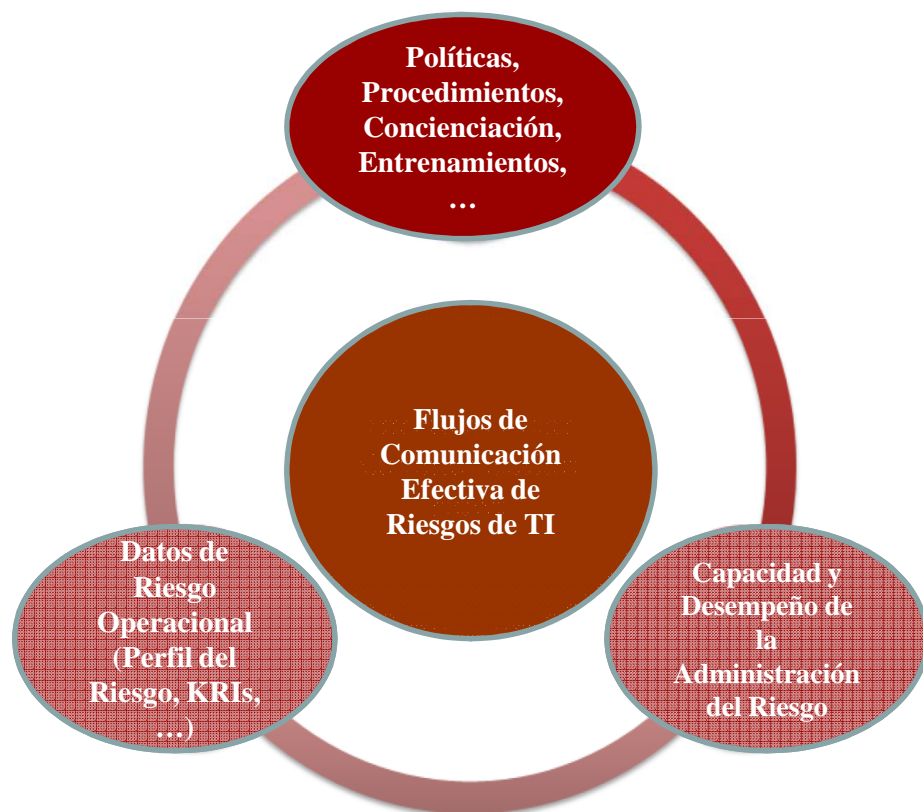 Políticas,
Procedimientos,
Concienciación,
Entrenamientos,
…
Flujos de
Comunicación
Efectiva de
Riesgos de TI
Datos de
Riesgo
Operacional
(Perfil del
Riesgo, KRIs,
…)
Capacidad y
Desempeño de
la
Administración
del Riesgo